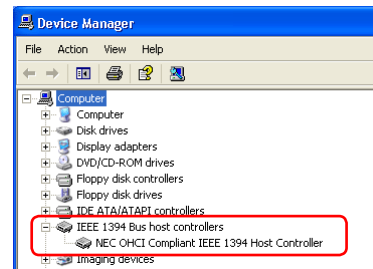 Device Manager
File Action View Help
Computer
Computer
Disk drives
Display adapters
DVD/CD-ROM drives
Floppy disk controllers
Floppy disk drives
IDE ATA/ATAPI controllers
IEEE 1394 Bus host controllers
NEC OHCI Compliant IEEE 1394 Host Controller
Imaging devices